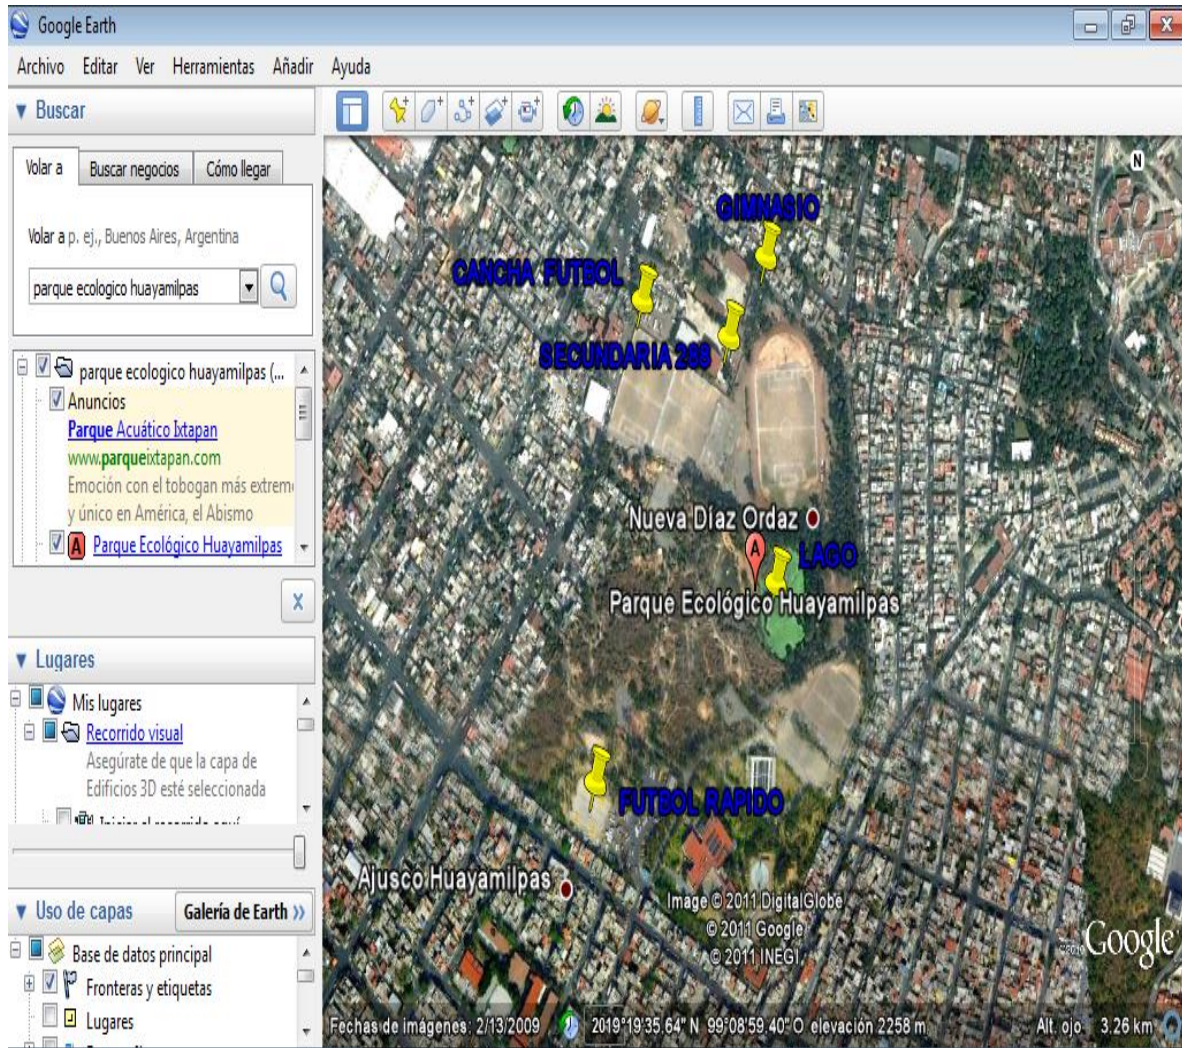 Google Earth
Archivo Editar Ver Herramientas Añadir Ayuda
▼ Buscar
Volar a Buscar negocios Cómo llegar
Volar a p. ej., Buenos Aires, Argentina
parque ecologico huayamilpas
parque ecologico huayamilpas (...
Anuncios
Parque Acuático Ixtapan
www.parqueixtapan.com
Emoción con el tobogan más extrem
y único en América, el Abismo
A Parque Ecológico Huayamilpas
▼ Lugares
Mis lugares
Recorrido visual
Asegúrate de que la capa de
Edificios 3D esté seleccionada
Iniciar el recorrido aquí
▼ Uso de capas Galería de Earth »
Base de datos principal
Fronteras y etiquetas
Lugares
N
GIMNASIO
CANCHA FUTBOL
SECUNDARIA 288
Nueva Díaz Ordaz
A
LAGO
Parque Ecológico Huayamilpas
FUTBOL RAPIDO
Ajusco Huayamilpas
Image © 2011 DigitalGlobe
© 2011 Google
© 2011 INEGI
©2010 Google
Fechas de imágenes: 2/13/2009 2019°19'35.64" N 99°08'59.40" O elevación 2258 m Alt. ojo 3.26 km